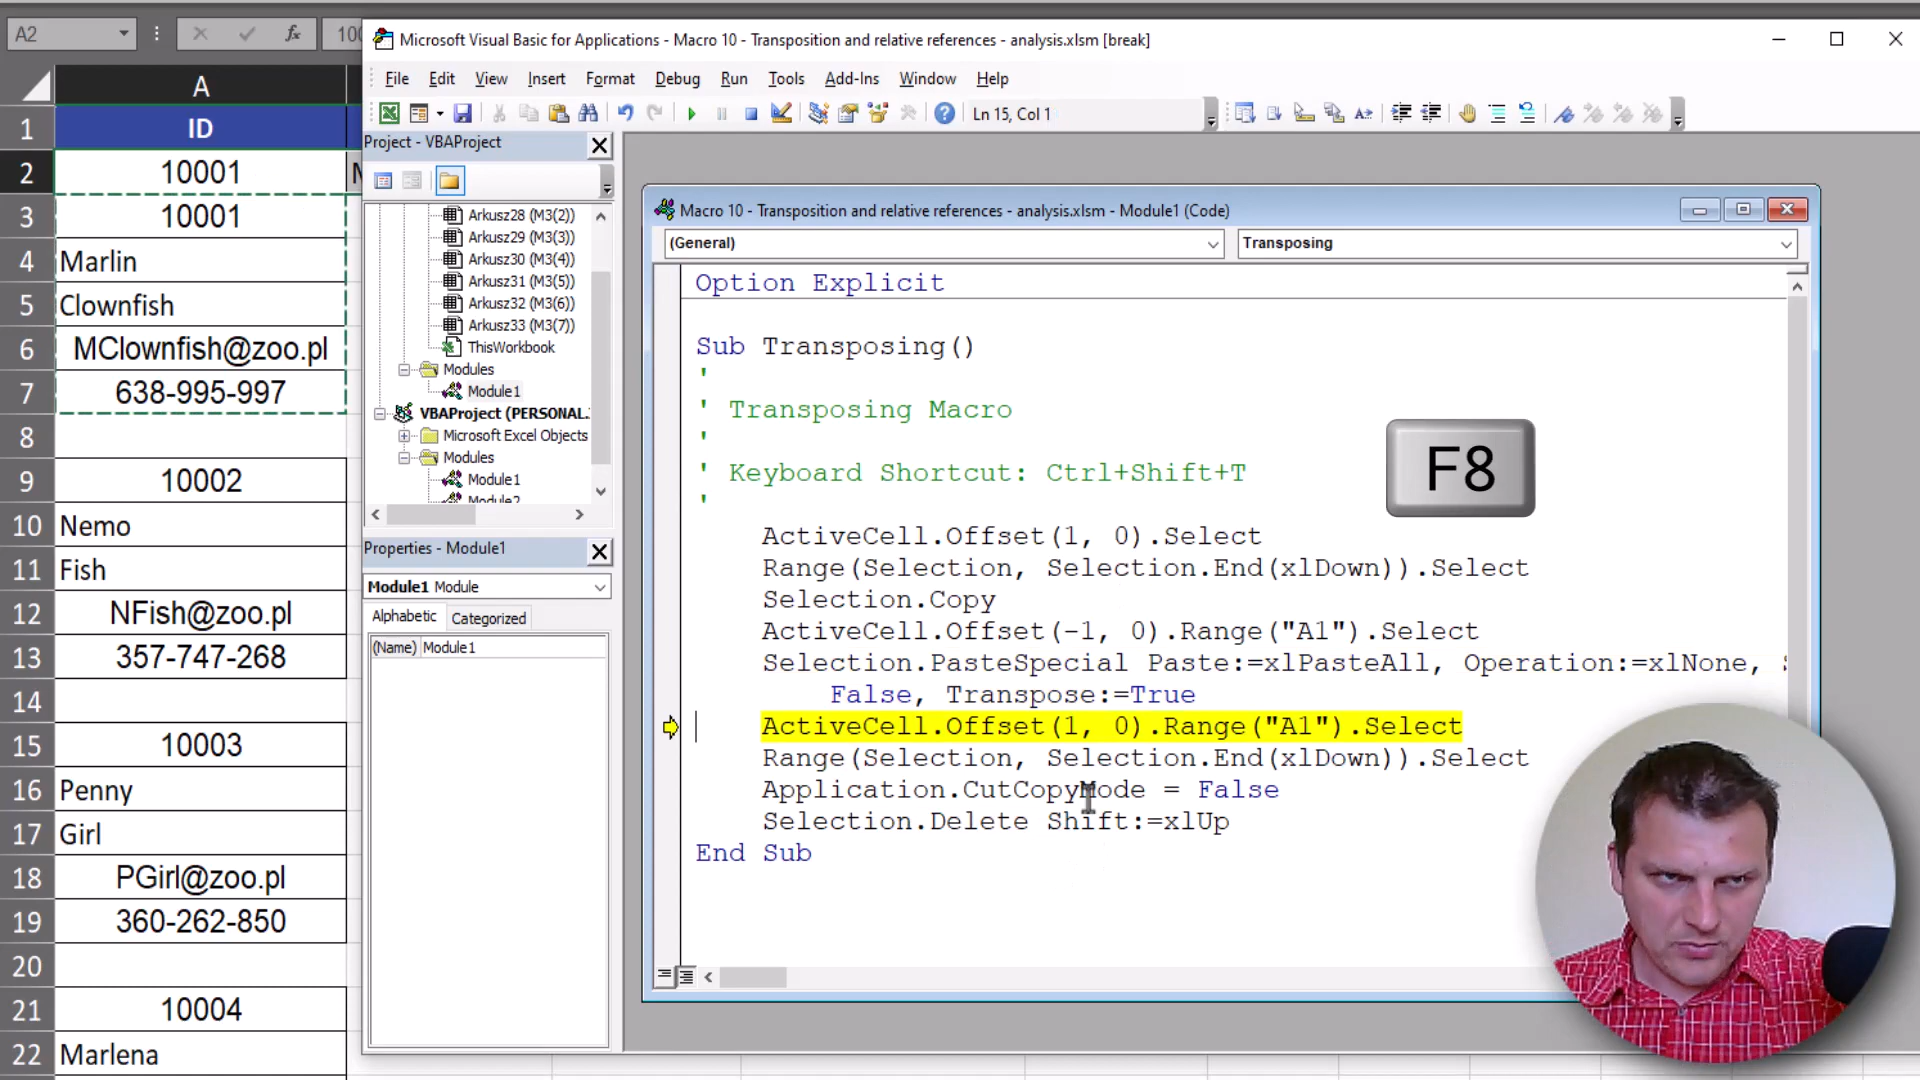 A2
fx
100
A
1
ID
2
10001
3
10001
4
Marlin
5
Clownfish
6
MClownfish@zoo.pl
7
638-995-997
8
9
10002
10
Nemo
11
Fish
12
NFish@zoo.pl
13
357-747-268
14
15
10003
16
Penny
17
Girl
18
PGirl@zoo.pl
19
360-262-850
20
21
10004
22
Marlena
Microsoft Visual Basic for Applications - Macro 10 - Transposition and relative references - analysis.xlsm [break]
File Edit View Insert Format Debug Run Tools Add-Ins Window Help
Ln 15, Col 1
Project - VBAProject
Arkusz28 (M3(2))
Arkusz29 (M3(3))
Arkusz30 (M3(4))
Arkusz31 (M3(5))
Arkusz32 (M3(6))
Arkusz33 (M3(7))
ThisWorkbook
Modules
Module1
VBAProject (PERSONAL.
Microsoft Excel Objects
Modules
Module1
Module2
Properties - Module1
Module1 Module
Alphabetic Categorized
(Name) Module1
Macro 10 - Transposition and relative references - analysis.xlsm - Module1 (Code)
(General) Transposing
Option Explicit
Sub Transposing()
'
' Transposing Macro
'
' Keyboard Shortcut: Ctrl+Shift+T
'
ActiveCell.Offset(1, 0).Select
Range(Selection, Selection.End(xlDown)).Select
Selection.Copy
ActiveCell.Offset(-1, 0).Range("A1").Select
Selection.PasteSpecial Paste:=xlPasteAll, Operation:=xlNone,
False, Transpose:=True
ActiveCell.Offset(1, 0).Range("A1").Select
Range(Selection, Selection.End(xlDown)).Select
Application.CutCopyMode = False
Selection.Delete Shift:=xlUp
End Sub
F8